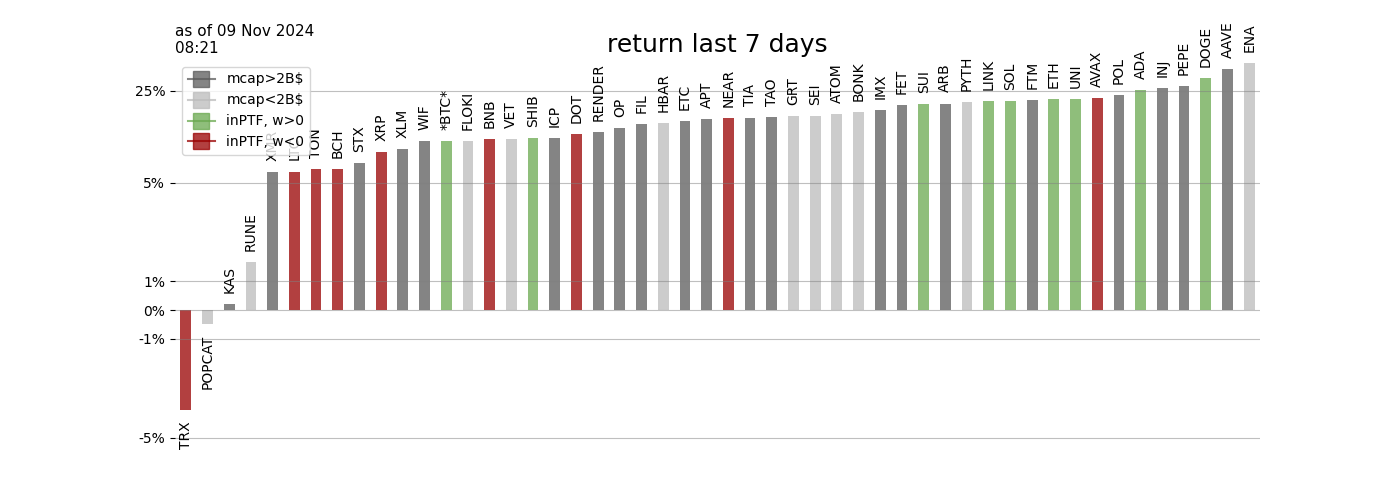 as of 09 Nov 2024
08:21
return last 7 days
mcap>2B$
mcap<2B$
inPTF, w>0
inPTF, w<0
25%
5%
1%
0%
-1%
-5%
TRX
POPCAT
KAS
RUNE
XMR
LTC
TON
BCH
STX
XRP
XLM
WIF
*BTC*
FLOKI
BNB
VET
SHIB
ICP
DOT
RENDER
OP
FIL
HBAR
ETC
APT
NEAR
TIA
TAO
GRT
SEI
ATOM
BONK
IMX
FET
SUI
ARB
PYTH
LINK
SOL
FTM
ETH
UNI
AVAX
POL
ADA
INJ
PEPE
DOGE
AAVE
ENA